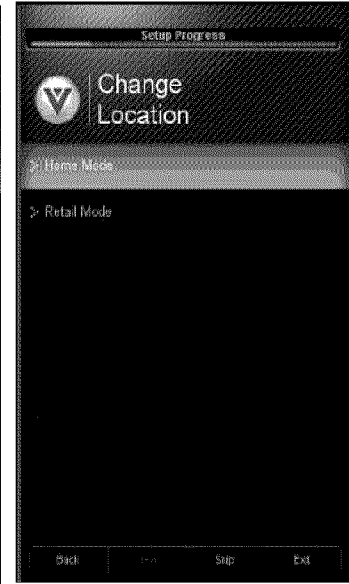 Setup Progress
V
Change
Location
> Home Mode
> Retail Mode
Back
Skip
Exit